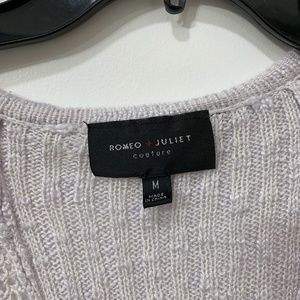 ROMEO + JULIET
couture
M
MADE
IN CHINA